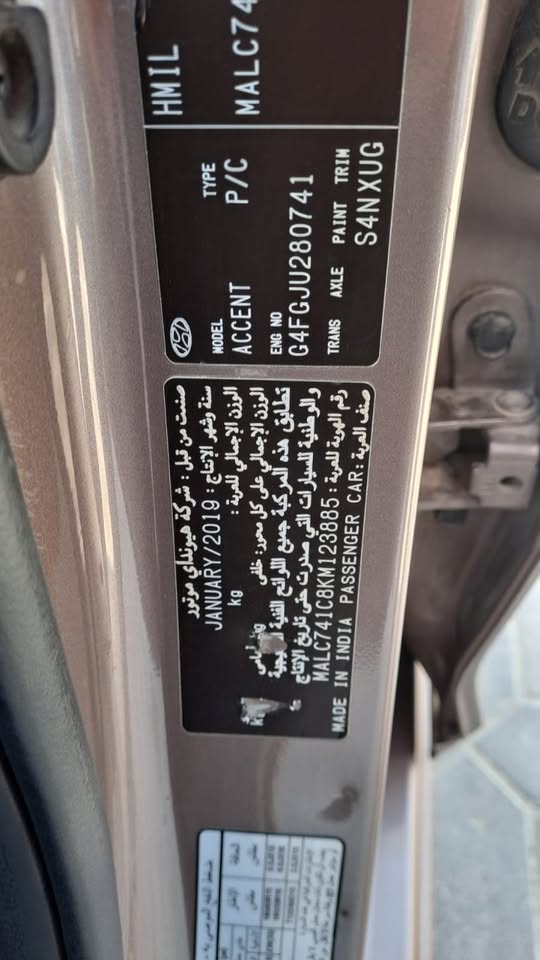 HMIL
MALC74
MODEL TYPE
ACCENT P/C
ENG NO
G4FGJU280741
TRANS AXLE PAINT TRIM
S4NXUG
صنعت من قبل : شركة هيونداي موتور
سنة وشهر الإنتاج : JANUARY/2019
الوزن الإجمالي للعربة : kg
الوزن الإجمالي على كل محور: خلفي
تطابق هذه المركبة جميع اللوائح الفنية
والوطنية للسيارات التي صدرت حتى تاريخ الإنتاج
رقم الهوية للعربة : MALC741C8KM123885
صنف العربة : MADE IN INDIA PASSENGER CAR